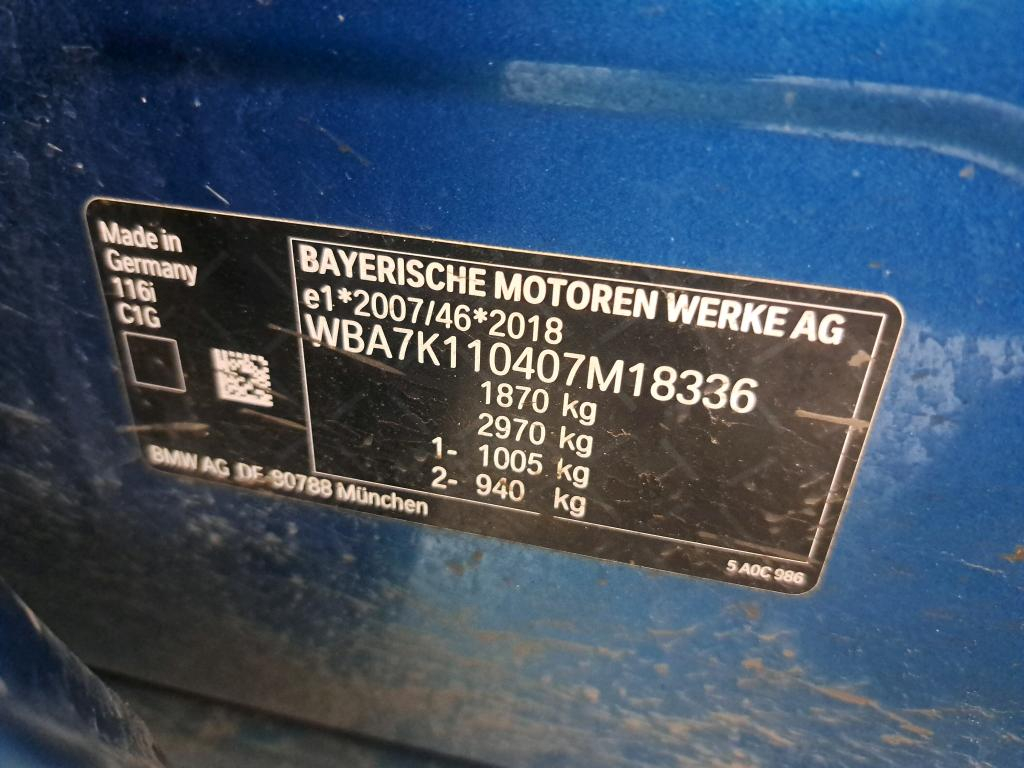 Made in
Germany
116i
C1G
BAYERISCHE MOTOREN WERKE AG
e1*2007/46*2018
WBA7K110407M18336
1870 kg
2970 kg
1- 1005 kg
2- 940 kg
BMW AG DE-80788 München
5 A0C 986